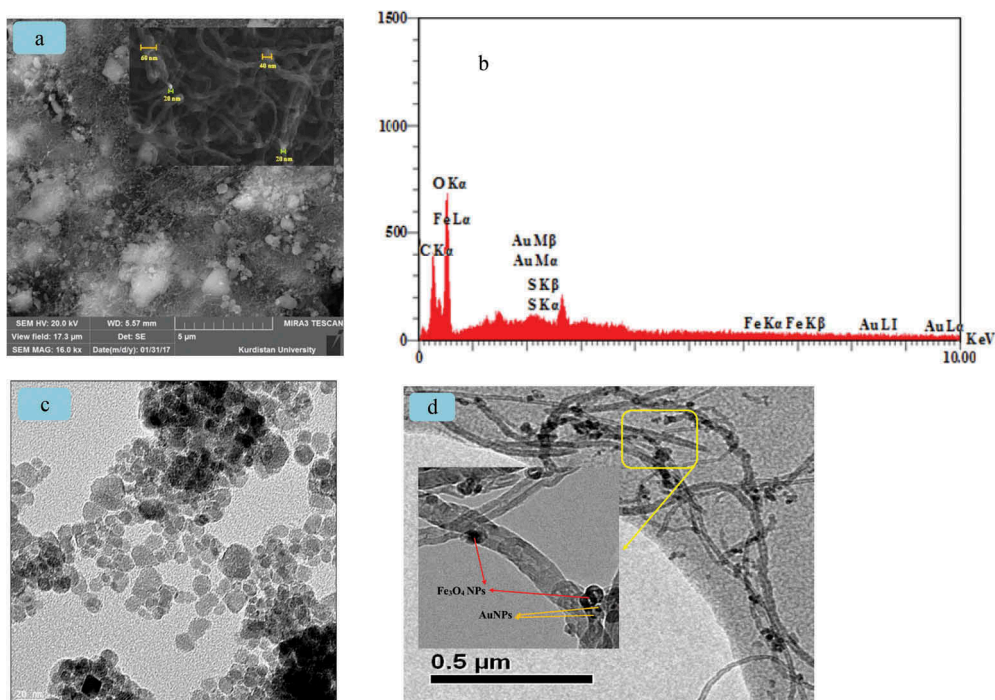 a
60 nm
40 nm
20 nm
20 nm
SEM HV: 20.0 kV
WD: 5.57 mm
MIRA3 TESCAN
View field: 17.3 µm
Det: SE
5 µm
SEM MAG: 16.0 kx
Date(m/d/y): 01/31/17
Kurdistan University
b
1500
1000
500
0
O Kα
Fe Lα
C Kα
Au Mβ
Au Mα
S Kβ
S Kα
Fe Kα Fe Kβ
Au Ll
Au Lα
0
10.00
KeV
c
20 nm
d
Fe₃O₄ NPs
AuNPs
0.5 µm